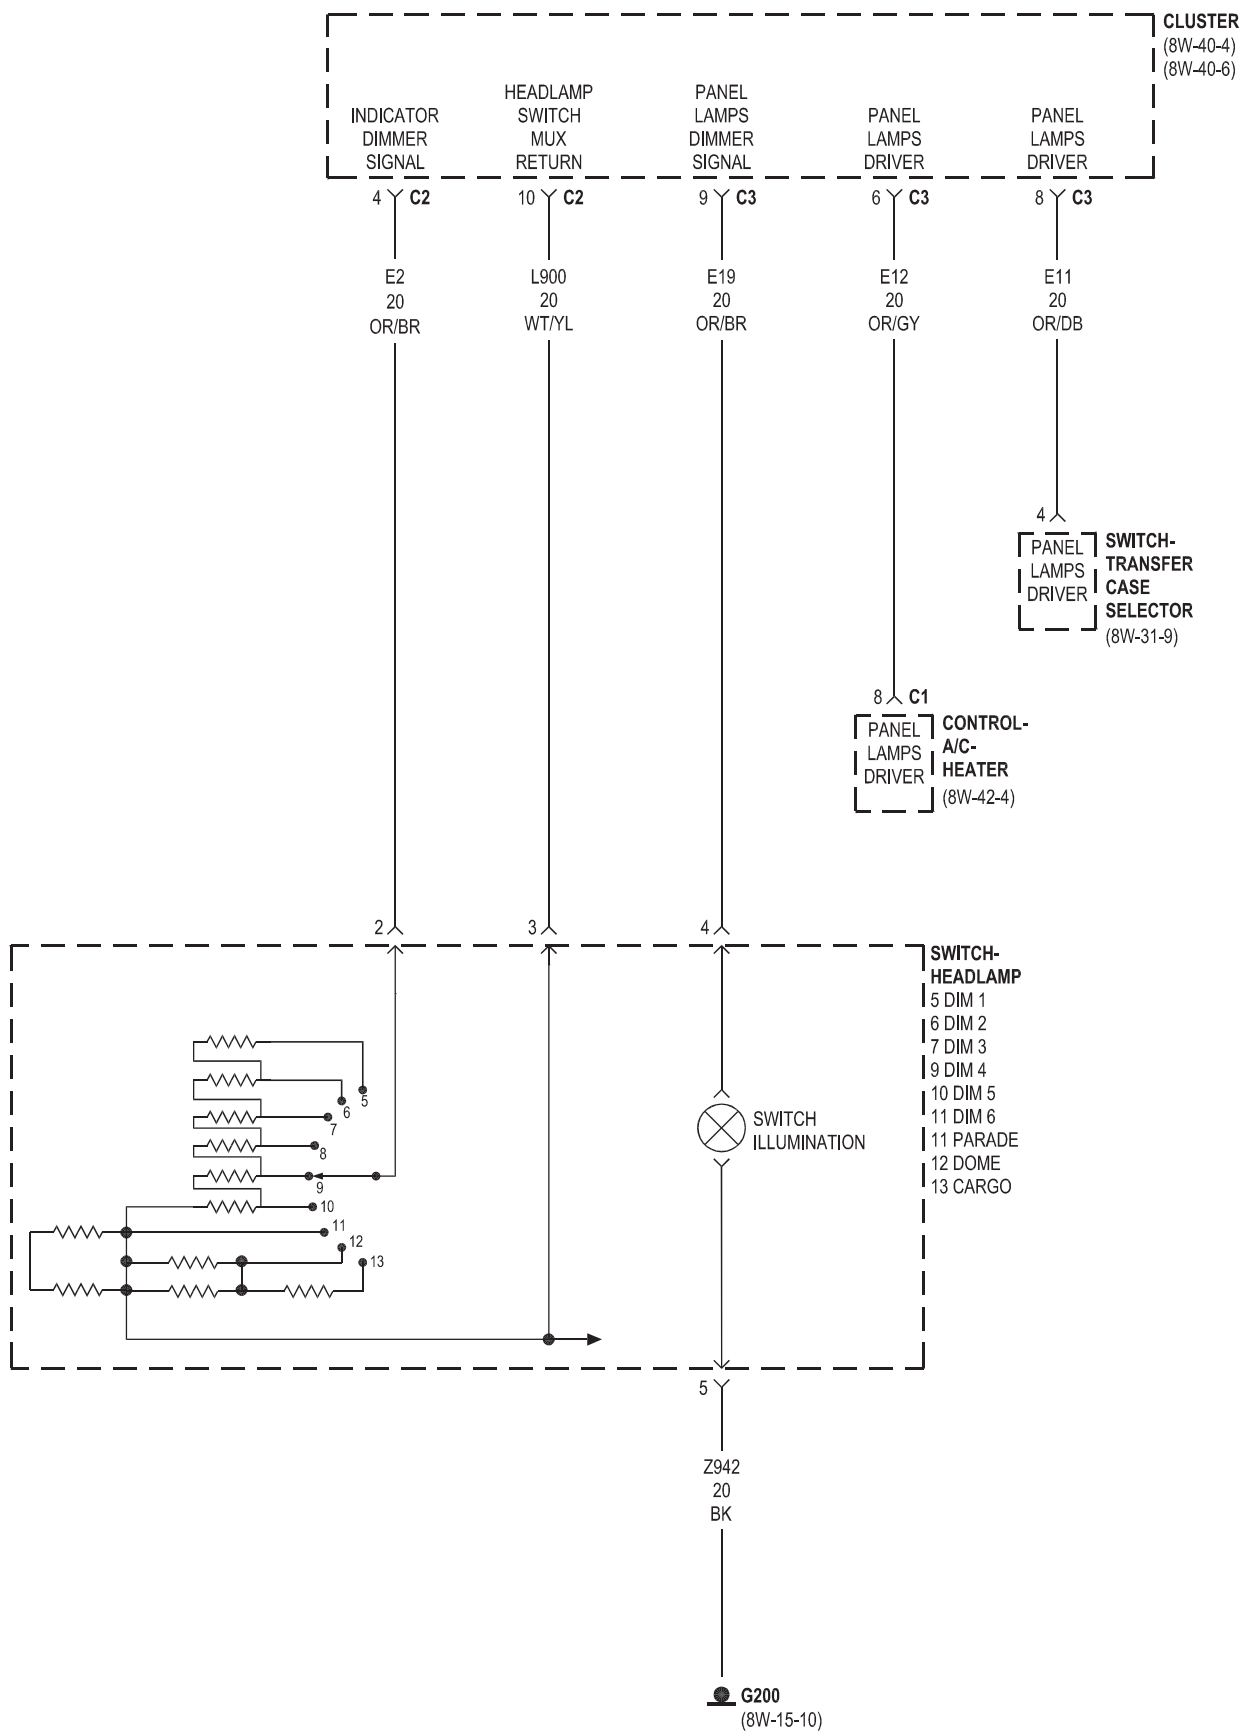 CLUSTER
(8W-40-4)
(8W-40-6)
INDICATOR
DIMMER
SIGNAL
HEADLAMP
SWITCH
MUX
RETURN
PANEL
LAMPS
DIMMER
SIGNAL
PANEL
LAMPS
DRIVER
PANEL
LAMPS
DRIVER
4 C2
10 C2
9 C3
6 C3
8 C3
E2
20
OR/BR
L900
20
WT/YL
E19
20
OR/BR
E12
20
OR/GY
E11
20
OR/DB
4
PANEL
LAMPS
DRIVER
SWITCH-
TRANSFER
CASE
SELECTOR
(8W-31-9)
8 C1
PANEL
LAMPS
DRIVER
CONTROL-
A/C-
HEATER
(8W-42-4)
2
3
4
SWITCH-
HEADLAMP
5 DIM 1
6 DIM 2
7 DIM 3
9 DIM 4
10 DIM 5
11 DIM 6
11 PARADE
12 DOME
13 CARGO
5
6
7
8
9
10
11
12
13
SWITCH
ILLUMINATION
5
Z942
20
BK
G200
(8W-15-10)